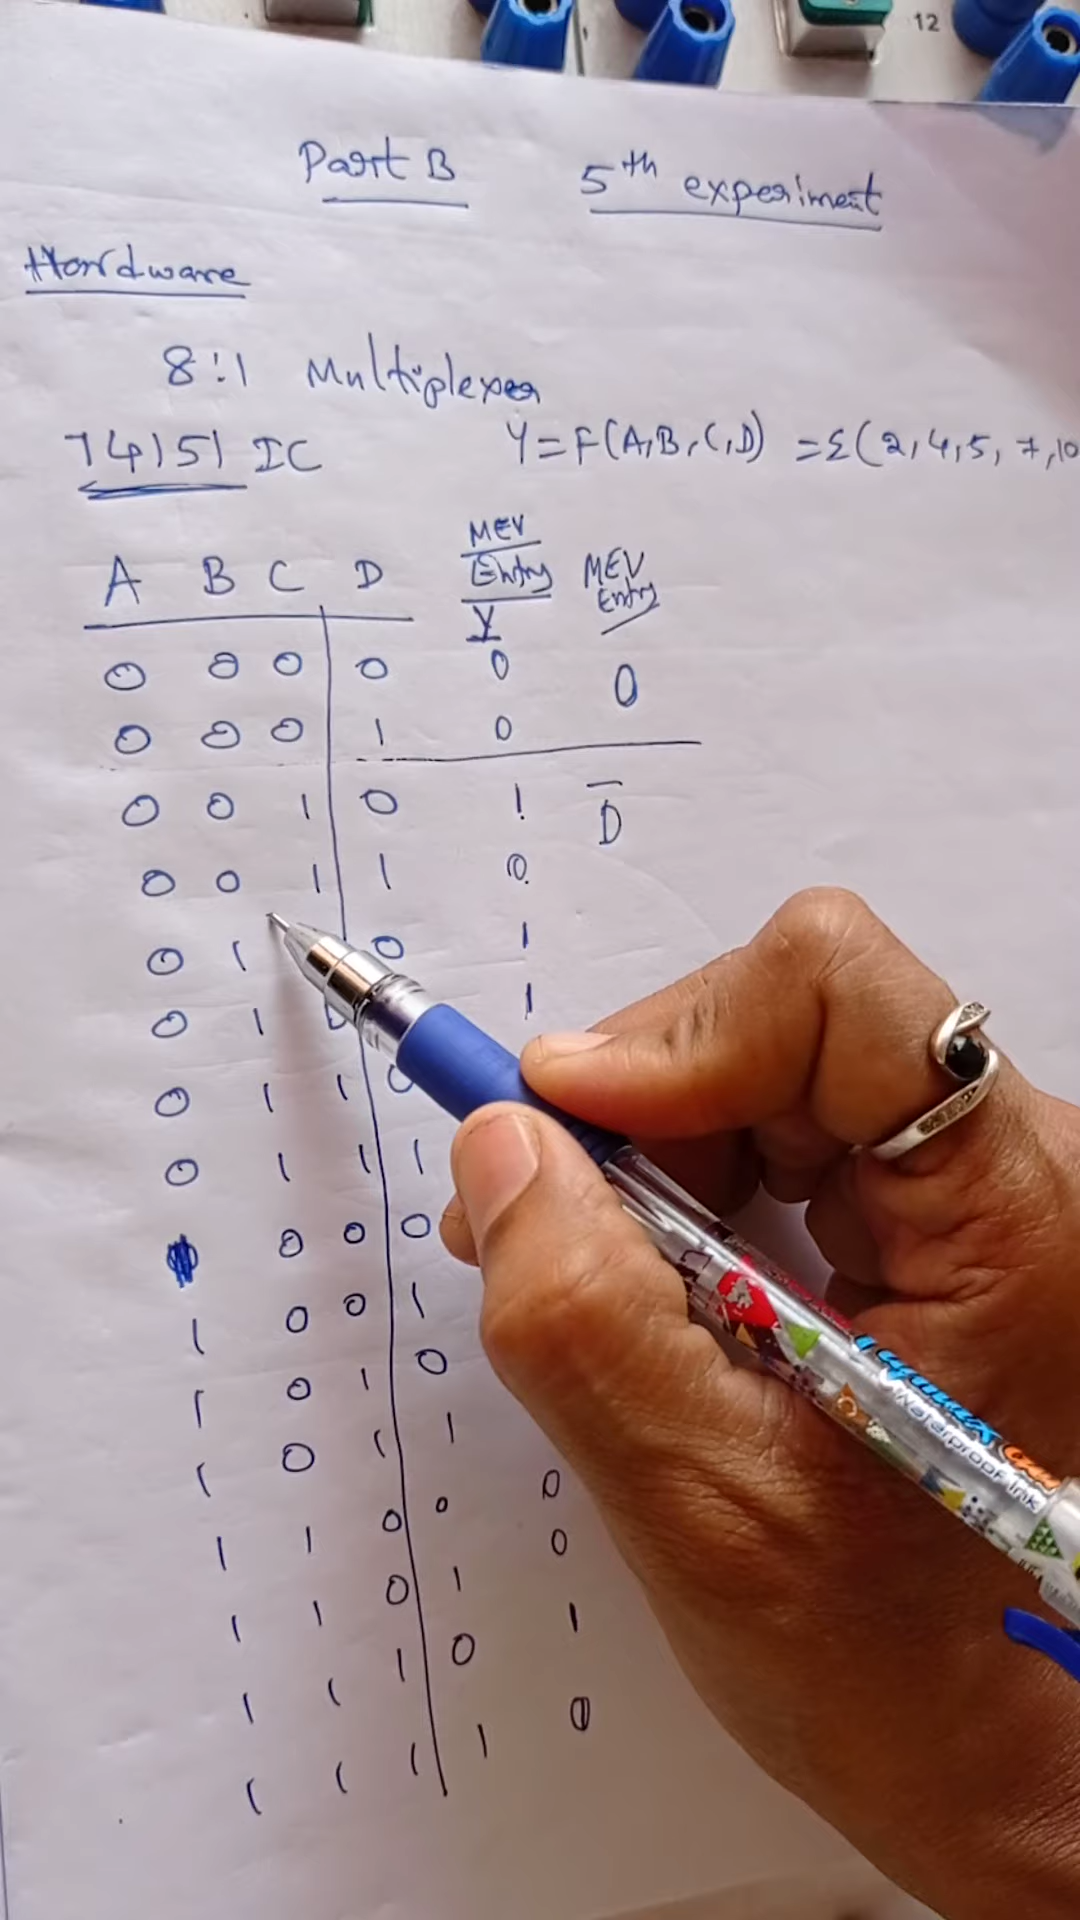 12
Part B 5th experiment
Hardware
8:1 Multiplexer
74151 IC Y=F(A,B,C,D) =Σ(2,4,5,7,10
MEV
Entry MEV
A B C D Y Entry
0 0 0 0 0 0
0 0 0 1 0
0 0 1 0 1 D̅
0 0 1 1 0
0 1 0 1
0 1 1
0 1 1 0
0 1 1 1
0 0 0
1 0 0 1
1 0 1 0
1 0 1 1
1 1 0 0 0
1 1 0 1 0
1 1 1 0 1
1 1 1 1 0
Waterproof Ink